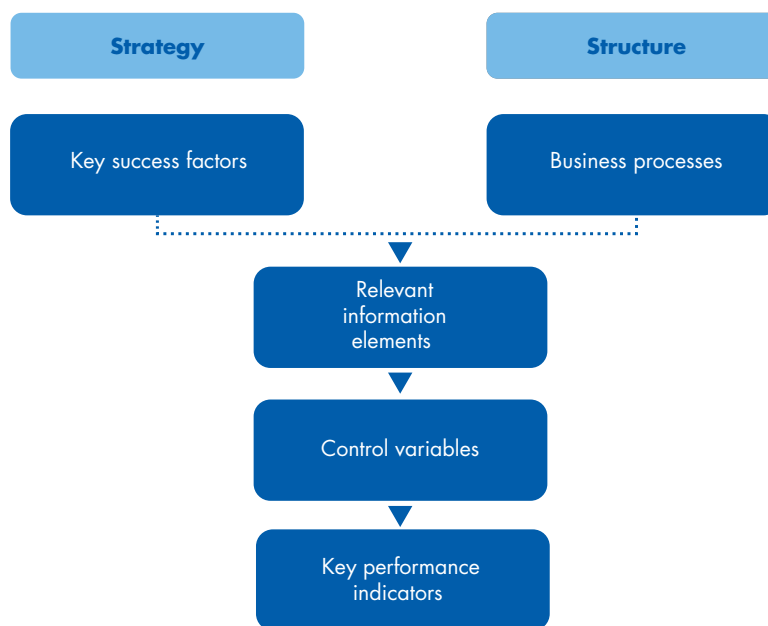 Strategy
Structure
Key success factors
Business processes
Relevant
information
elements
Control variables
Key performance
indicators